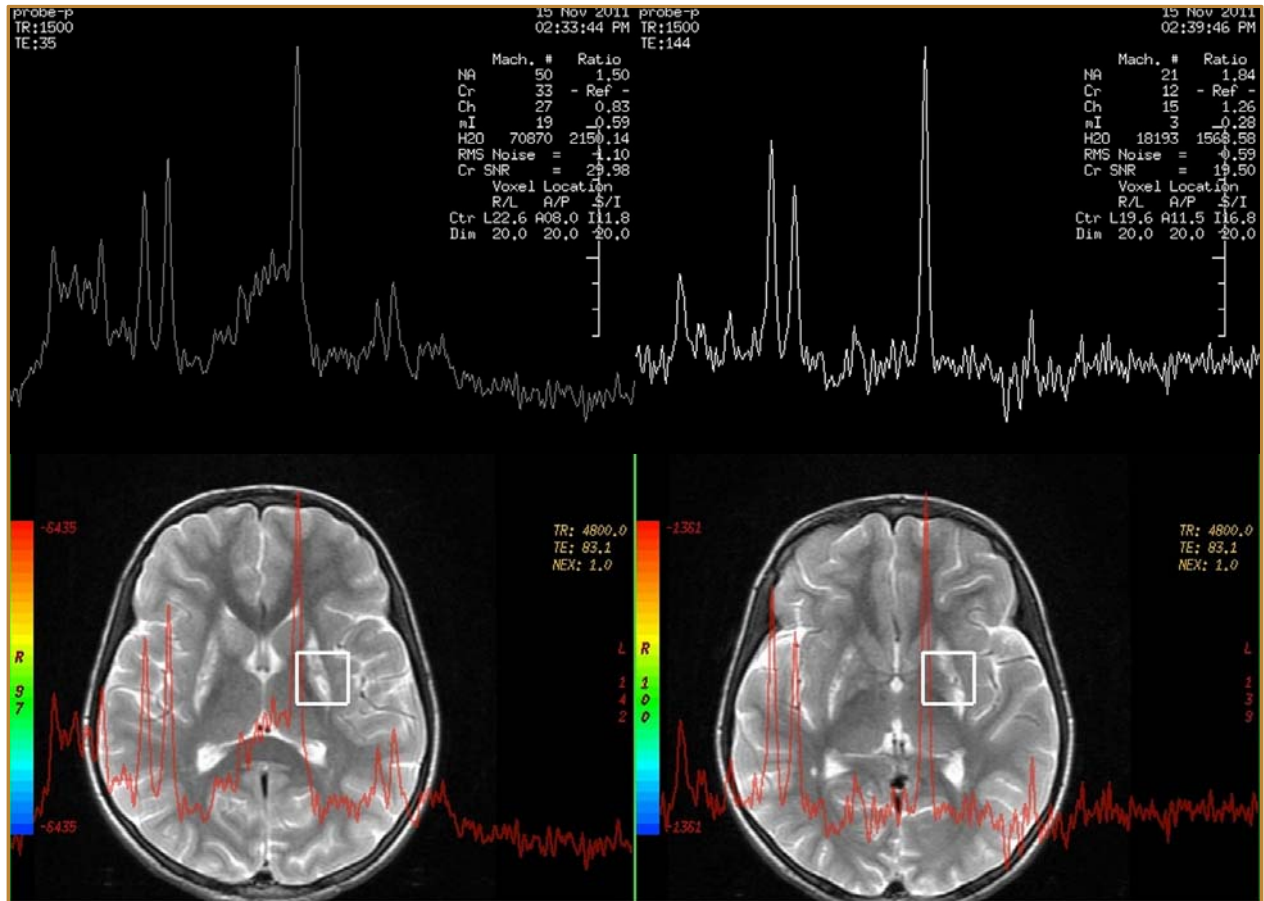 probe-p
TR:1500
TE:35
15 Nov 2011
02:33:44 PM
Mach. # Ratio
NA 50 1.50
Cr 33 - Ref -
Ch 27 0.83
mI 19 0.59
H2O 70870 2150.14
RMS Noise = 1.10
Cr SNR = 29.98
Voxel Location
R/L A/P S/I
Ctr L22.6 A08.0 I11.8
Dim 20.0 20.0 20.0
probe-p
TR:1500
TE:144
15 Nov 2011
02:39:46 PM
Mach. # Ratio
NA 21 1.84
Cr 12 - Ref -
Ch 15 1.26
mI 3 0.28
H2O 18193 1568.58
RMS Noise = 0.59
Cr SNR = 19.50
Voxel Location
R/L A/P S/I
Ctr L19.6 A11.5 I16.8
Dim 20.0 20.0 20.0
-6435
TR: 4800.0
TE: 83.1
NEX: 1.0
R
97
L
142
-6435
-1361
TR: 4800.0
TE: 83.1
NEX: 1.0
R
100
L
139
-1361